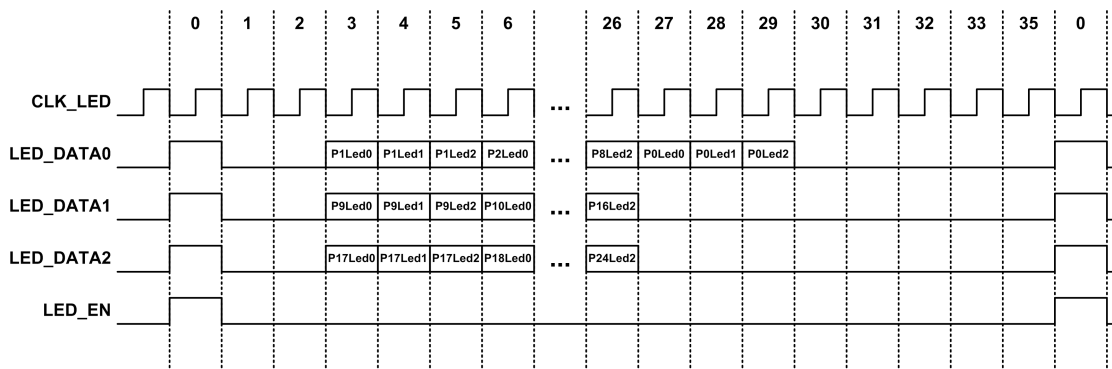 0 1 2 3 4 5 6 26 27 28 29 30 31 32 33 35 0
CLK_LED ...
LED_DATA0 P1Led0 P1Led1 P1Led2 P2Led0 ... P8Led2 P0Led0 P0Led1 P0Led2
LED_DATA1 P9Led0 P9Led1 P9Led2 P10Led0 ... P16Led2
LED_DATA2 P17Led0 P17Led1 P17Led2 P18Led0 ... P24Led2
LED_EN